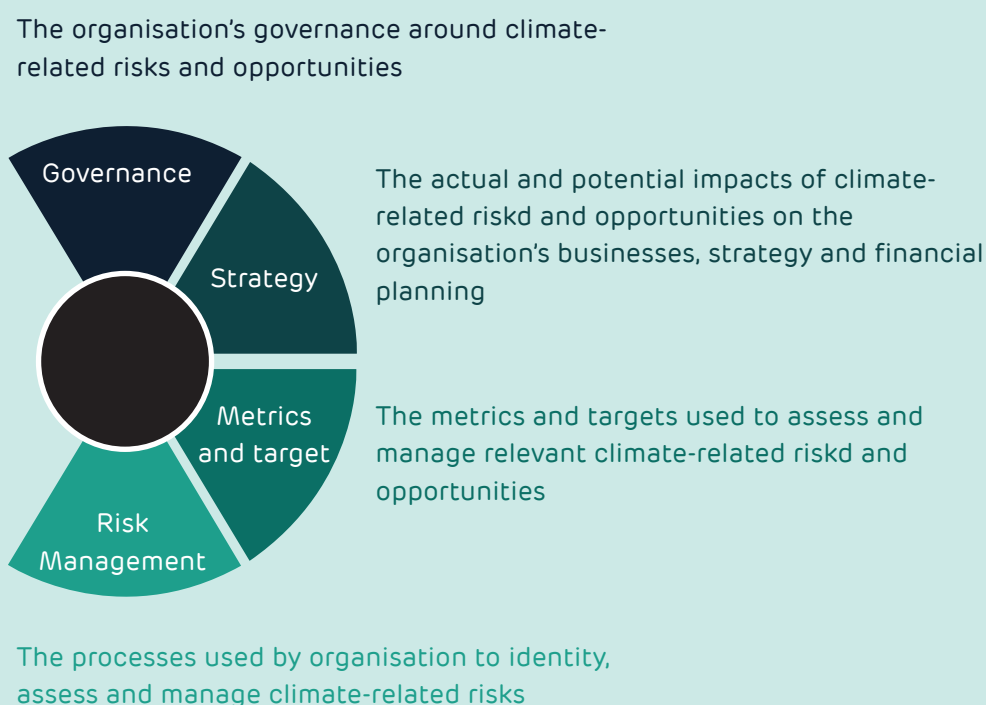 The organisation's governance around climate-
related risks and opportunities
Governance
Strategy
The actual and potential impacts of climate-
related riskd and opportunities on the
organisation's businesses, strategy and financial
planning
Metrics
and target
The metrics and targets used to assess and
manage relevant climate-related riskd and
opportunities
Risk
Management
The processes used by organisation to identity,
assess and manage climate-related risks